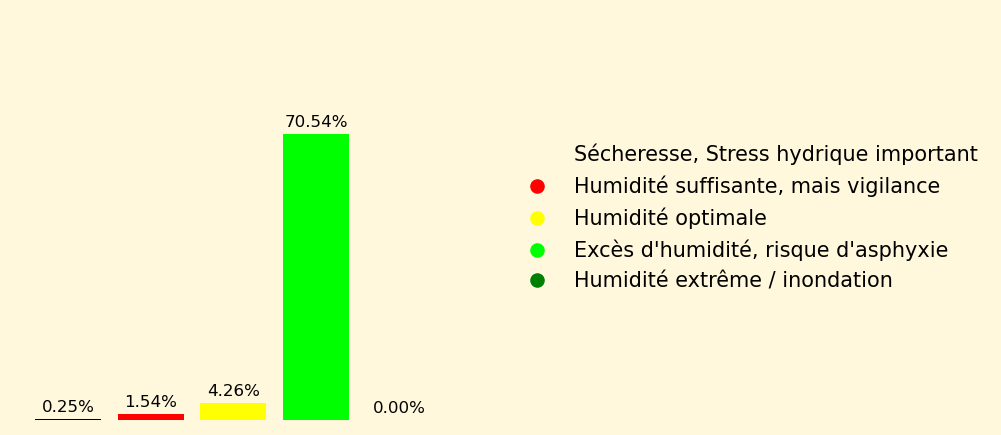 70.54%
Sécheresse, Stress hydrique important
Humidité suffisante, mais vigilance
Humidité optimale
Excès d'humidité, risque d'asphyxie
Humidité extrême / inondation
0.25%
1.54%
4.26%
0.00%